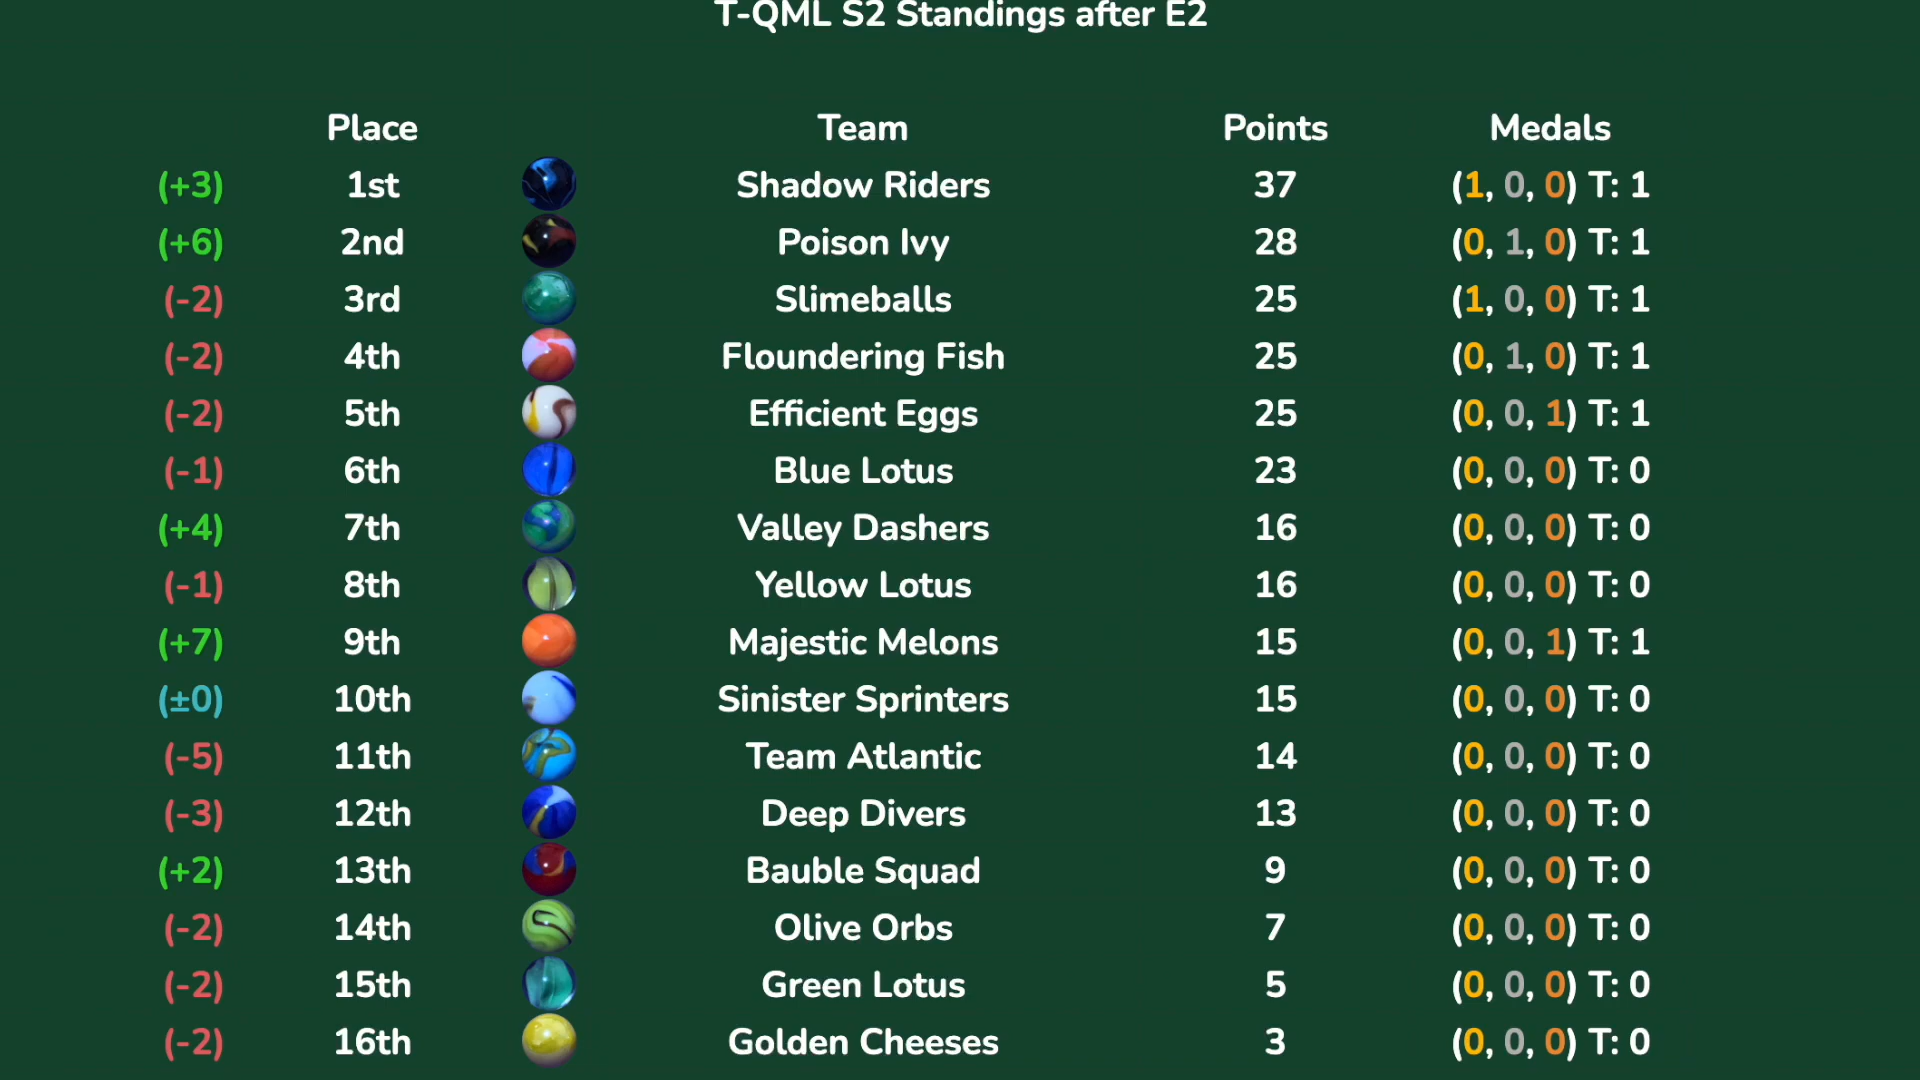 T-QML S2 Standings after E2
Place Team Points Medals
(+3) 1st Shadow Riders 37 (1, 0, 0) T: 1
(+6) 2nd Poison Ivy 28 (0, 1, 0) T: 1
(-2) 3rd Slimeballs 25 (1, 0, 0) T: 1
(-2) 4th Floundering Fish 25 (0, 1, 0) T: 1
(-2) 5th Efficient Eggs 25 (0, 0, 1) T: 1
(-1) 6th Blue Lotus 23 (0, 0, 0) T: 0
(+4) 7th Valley Dashers 16 (0, 0, 0) T: 0
(-1) 8th Yellow Lotus 16 (0, 0, 0) T: 0
(+7) 9th Majestic Melons 15 (0, 0, 1) T: 1
(±0) 10th Sinister Sprinters 15 (0, 0, 0) T: 0
(-5) 11th Team Atlantic 14 (0, 0, 0) T: 0
(-3) 12th Deep Divers 13 (0, 0, 0) T: 0
(+2) 13th Bauble Squad 9 (0, 0, 0) T: 0
(-2) 14th Olive Orbs 7 (0, 0, 0) T: 0
(-2) 15th Green Lotus 5 (0, 0, 0) T: 0
(-2) 16th Golden Cheeses 3 (0, 0, 0) T: 0